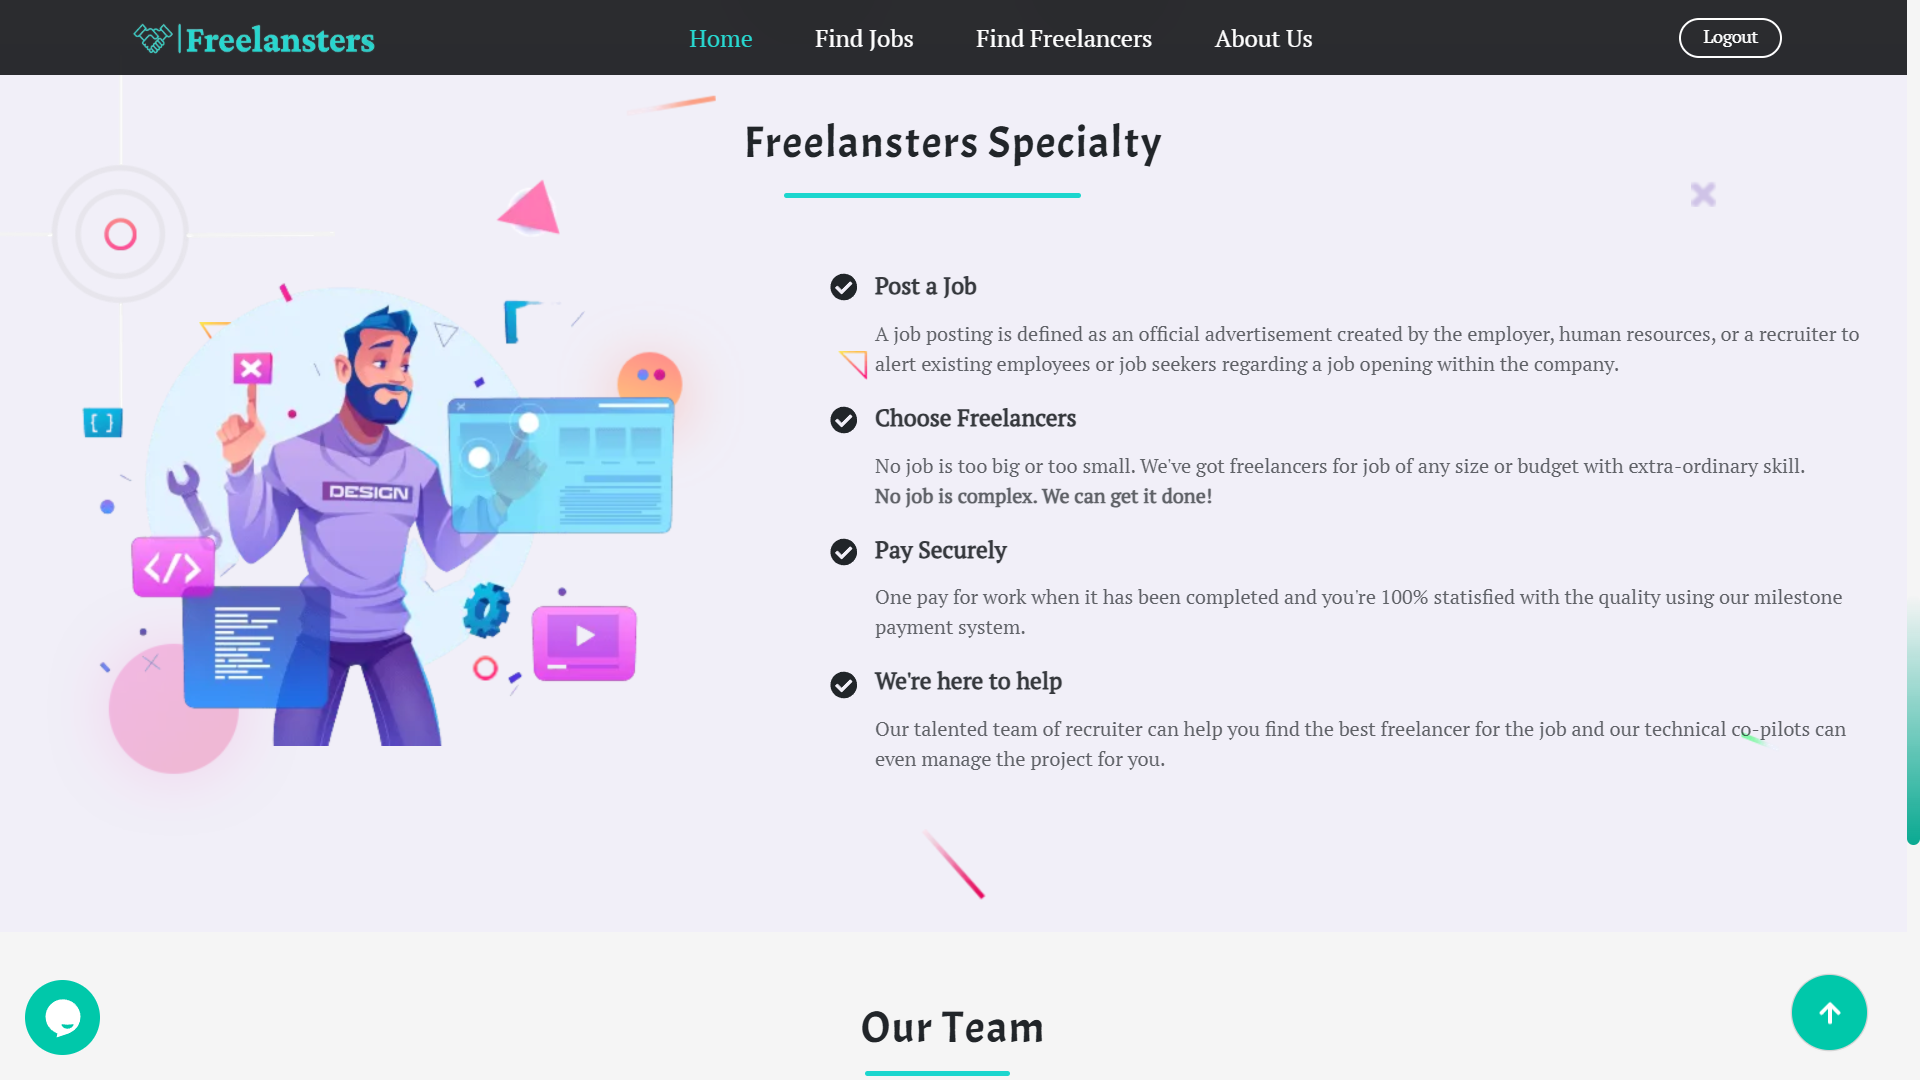 Freelansters
Home
Find Jobs
Find Freelancers
About Us
Logout
Freelansters Specialty
{ }
DESIGN
</>
Post a Job
A job posting is defined as an official advertisement created by the employer, human resources, or a recruiter to
alert existing employees or job seekers regarding a job opening within the company.
Choose Freelancers
No job is too big or too small. We've got freelancers for job of any size or budget with extra-ordinary skill.
No job is complex. We can get it done!
Pay Securely
One pay for work when it has been completed and you're 100% statisfied with the quality using our milestone
payment system.
We're here to help
Our talented team of recruiter can help you find the best freelancer for the job and our technical co-pilots can
even manage the project for you.
Our Team